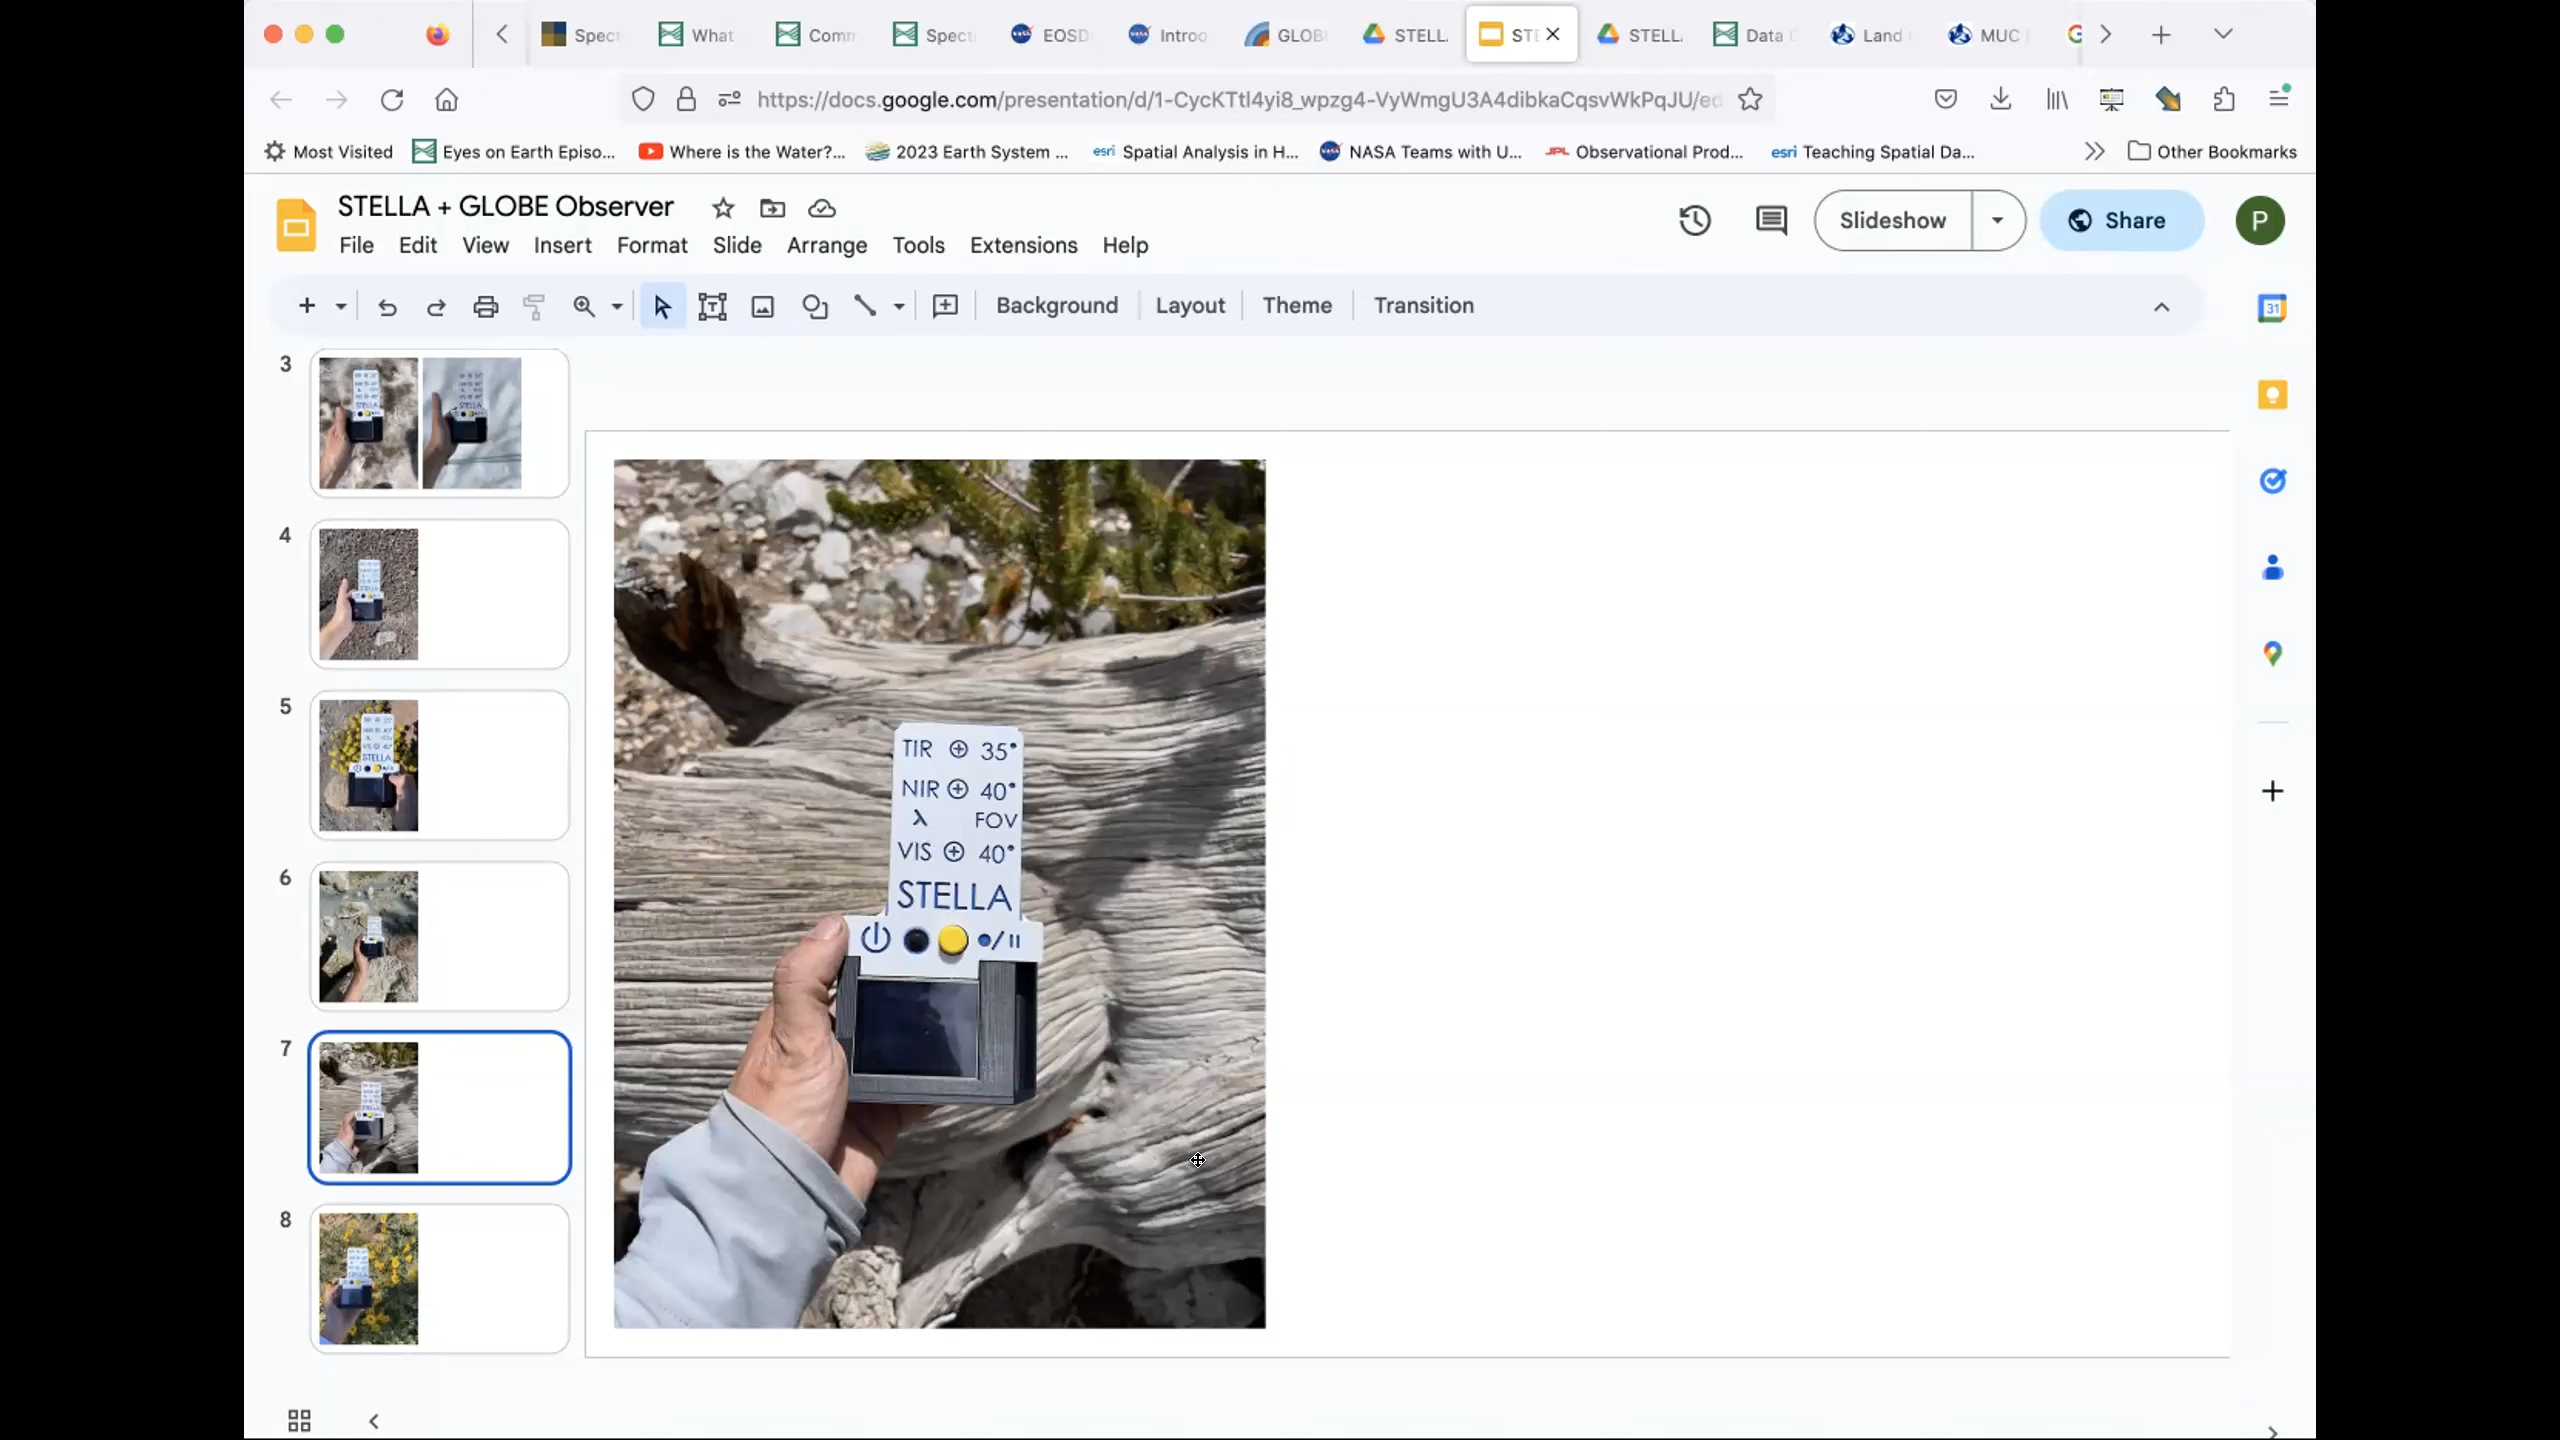 Spect
What
Comm
Spect
EOSD
Introd
GLOB
STELL
STE
STELL
Data
Land
MUC
https://docs.google.com/presentation/d/1-CycKTtl4yi8_wpzg4-VyWmgU3A4dibkaCqsvWkPqJU/ed
Most Visited
Eyes on Earth Episo...
Where is the Water?...
2023 Earth System ...
esri Spatial Analysis in H...
NASA Teams with U...
JPL Observational Prod...
esri Teaching Spatial Da...
Other Bookmarks
STELLA + GLOBE Observer
File Edit View Insert Format Slide Arrange Tools Extensions Help
Slideshow
Share
P
Background Layout Theme Transition
31
3
4
5
6
7
8
TIR ⊕ 35°
NIR ⊕ 40°
λ FOV
VIS ⊕ 40°
STELLA